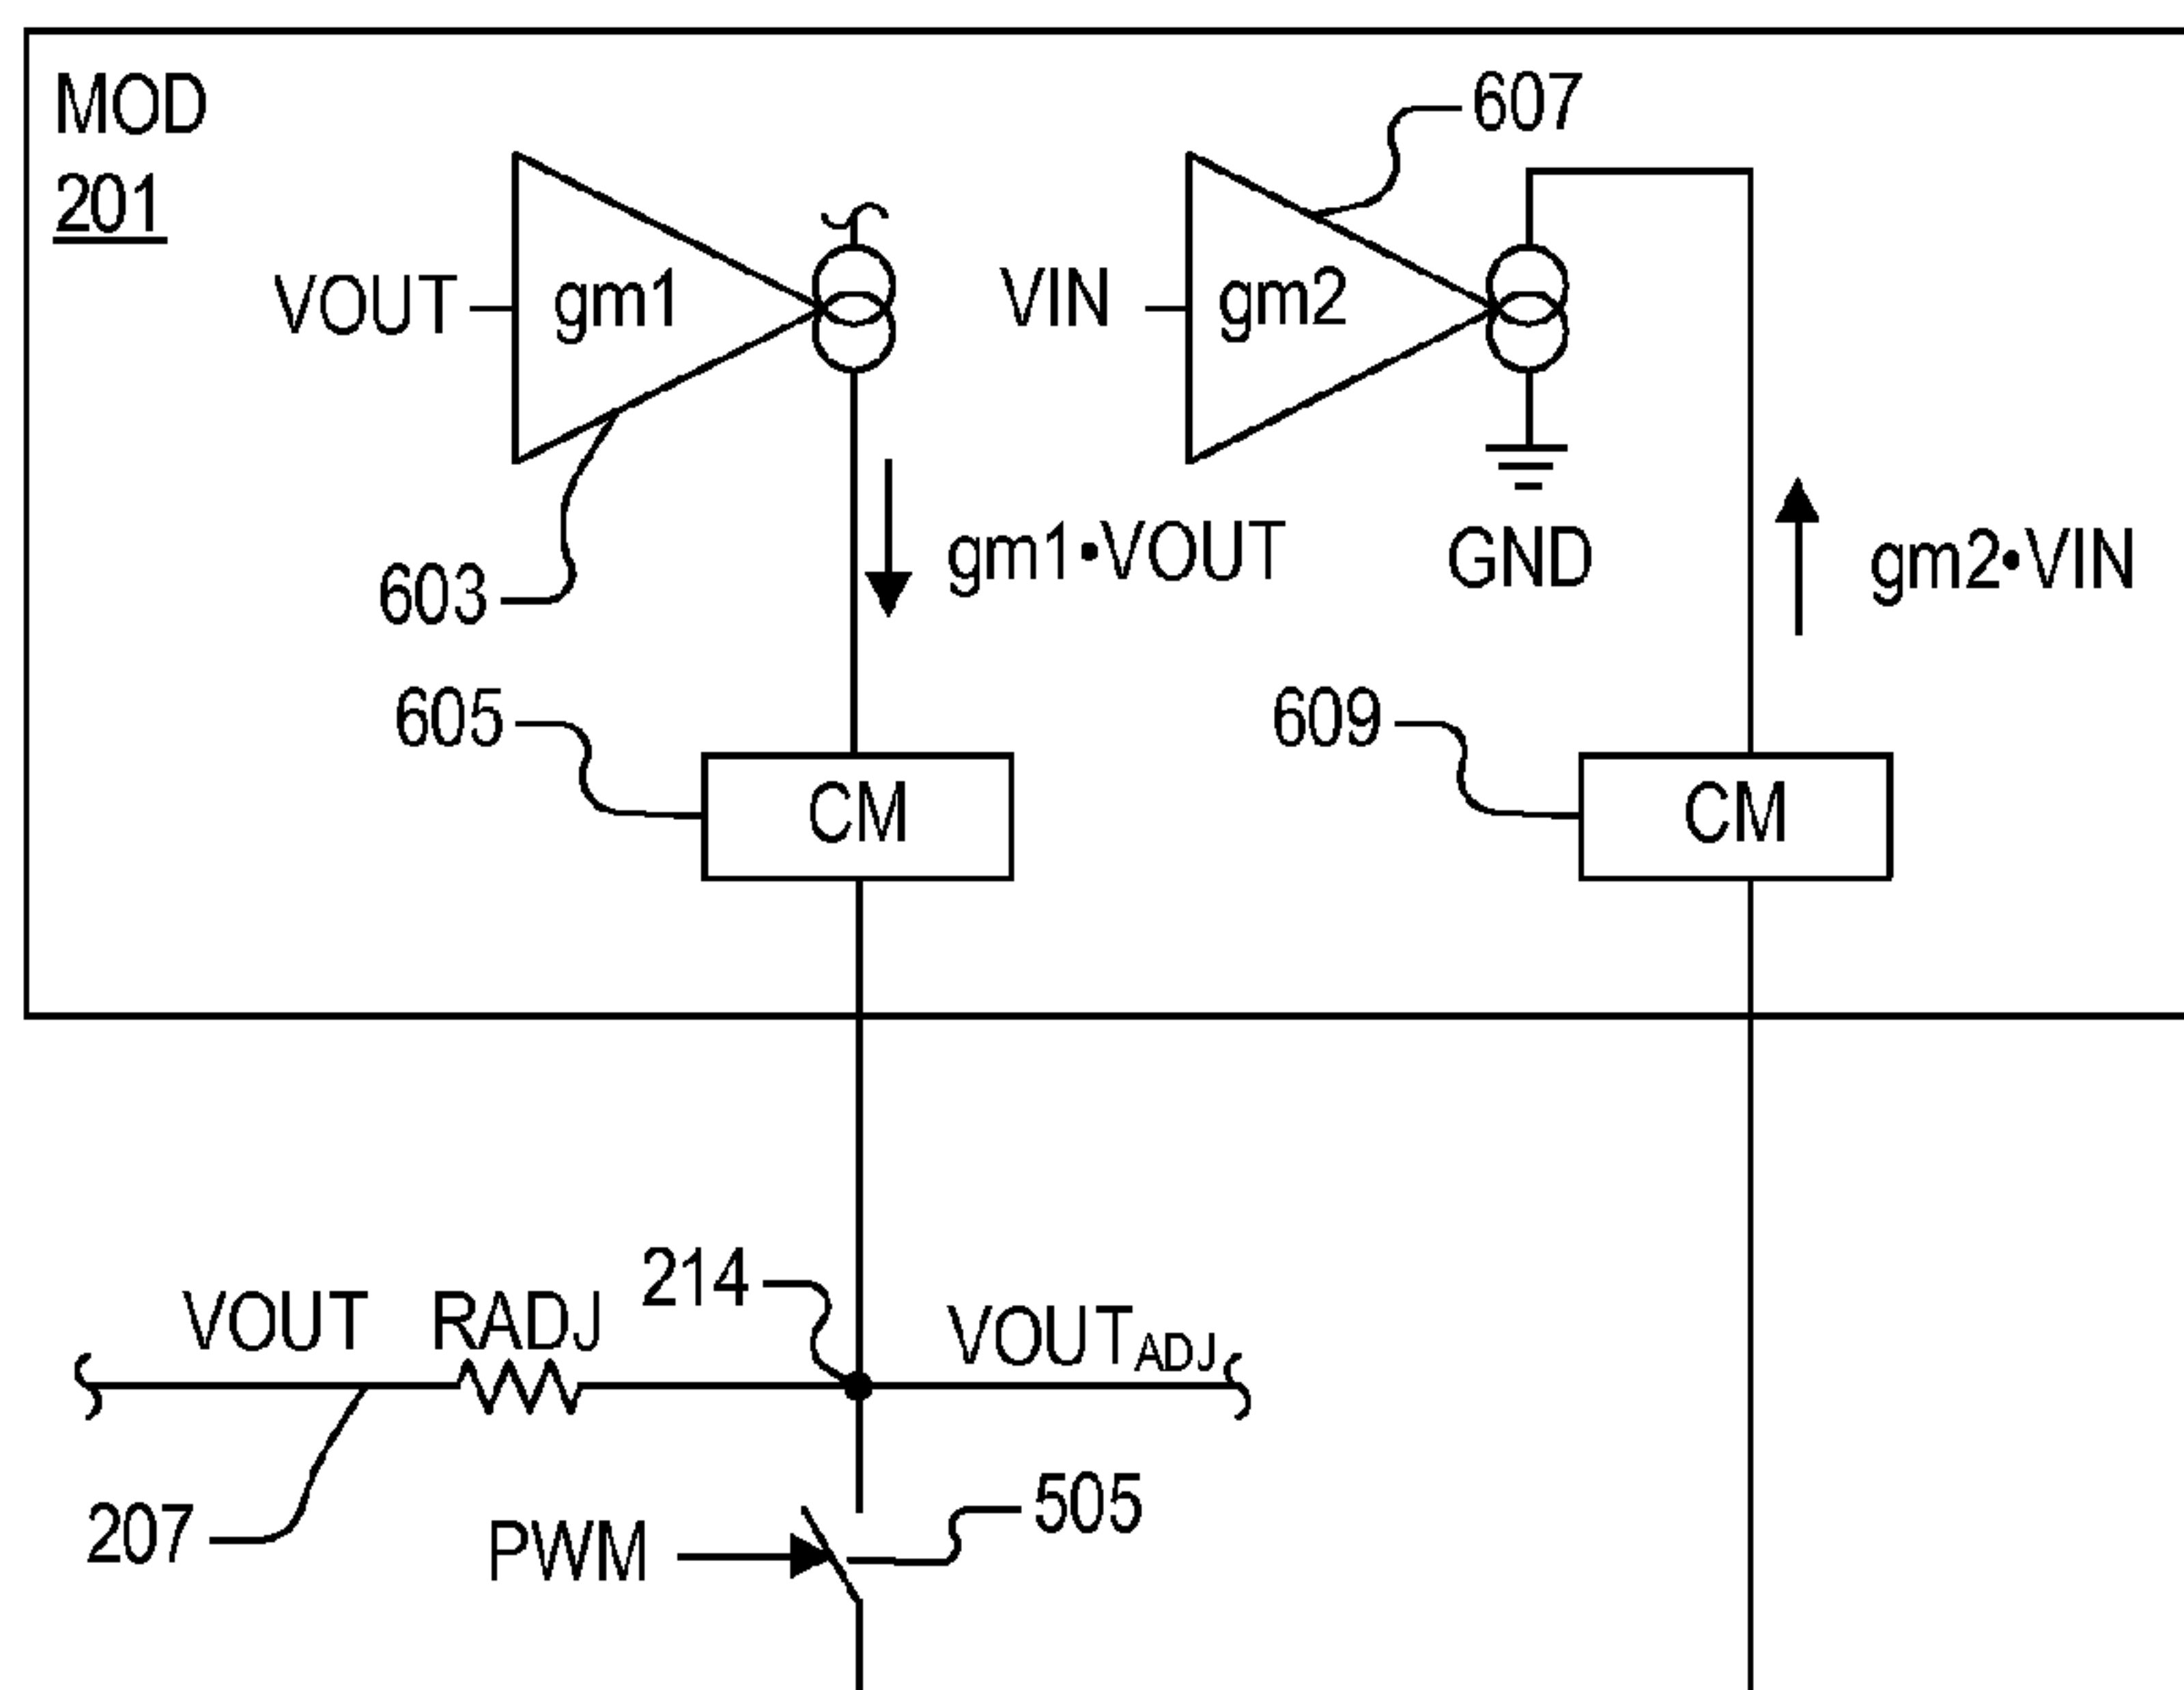 MOD
201
607
VOUT
gm1
VIN
gm2
603
gm1•VOUT
GND
gm2•VIN
605
CM
609
CM
214
VOUT
RADJ
VOUTADJ
207
PWM
505